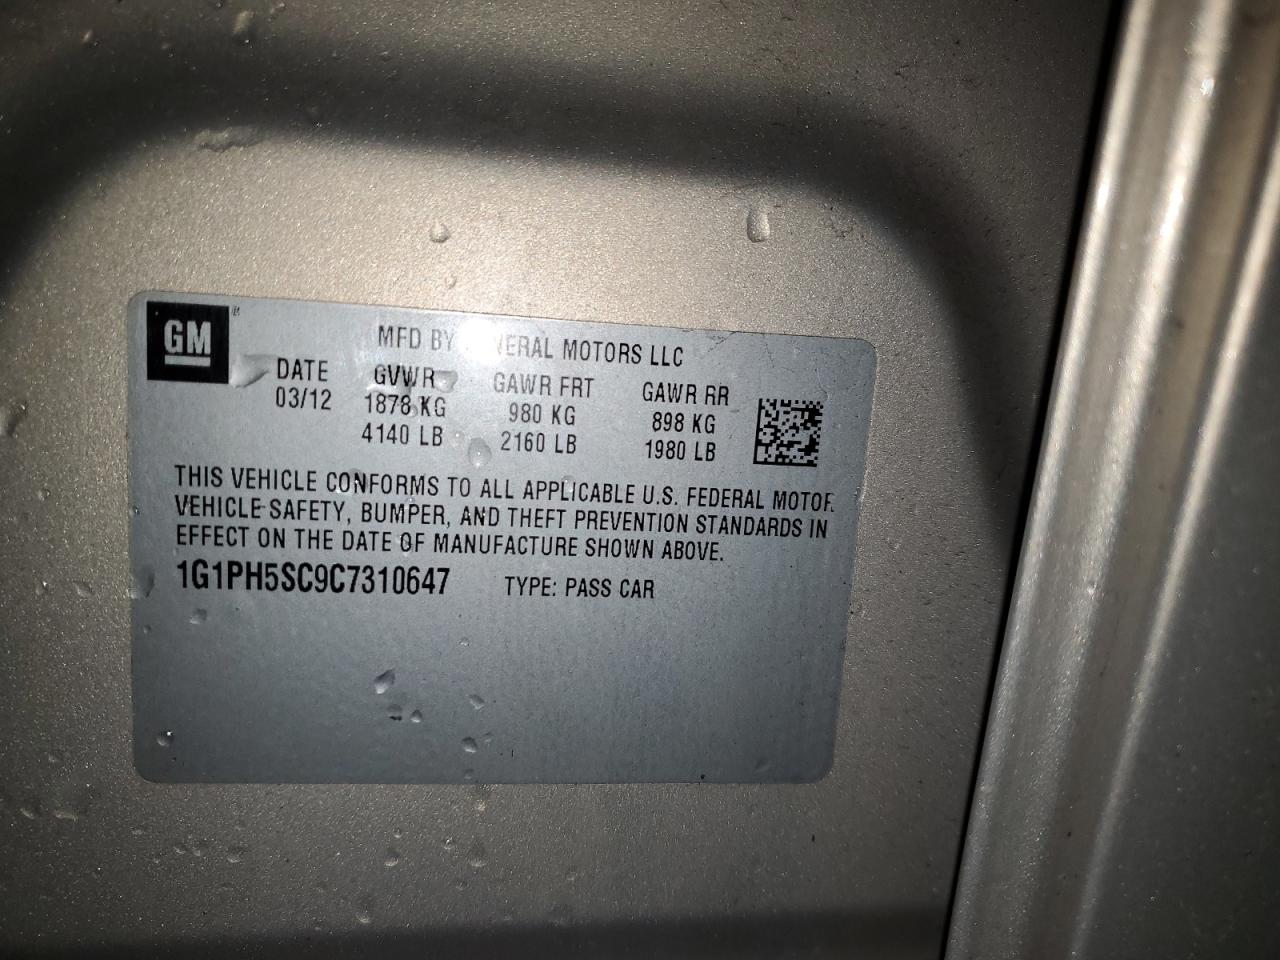 GM
MFD BY GENERAL MOTORS LLC
DATE GVWR GAWR FRT GAWR RR
03/12 1878 KG 980 KG 898 KG
4140 LB 2160 LB 1980 LB
THIS VEHICLE CONFORMS TO ALL APPLICABLE U.S. FEDERAL MOTOR
VEHICLE SAFETY, BUMPER, AND THEFT PREVENTION STANDARDS IN
EFFECT ON THE DATE OF MANUFACTURE SHOWN ABOVE.
1G1PH5SC9C7310647 TYPE: PASS CAR